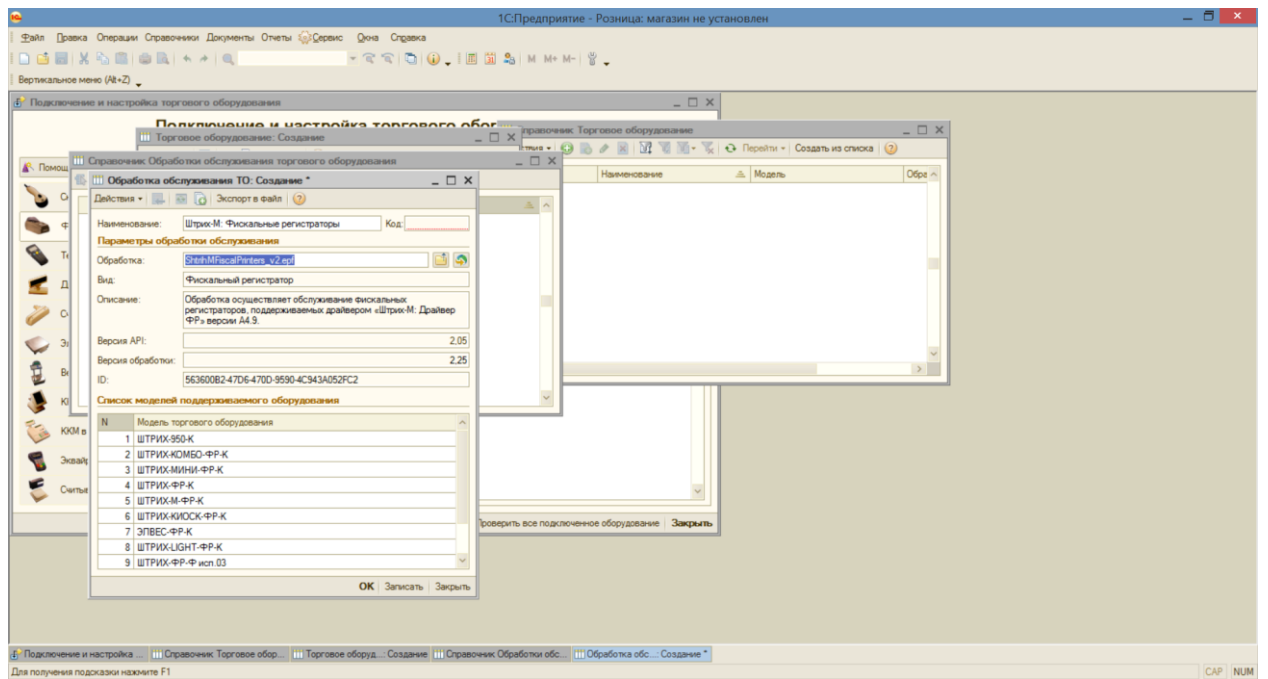 1С:Предприятие - Розница: магазин не установлен
Файл Правка Операции Справочники Документы Отчеты Сервис Окна Справка
M M+ M-
Вертикальное меню (Alt+Z)
Подключение и настройка торгового оборудования
Подключение и настройка торгового
Справочник Торговое оборудование
Перейти Создать из списка
Наименование Модель
Торговое оборудование: Создание
Справочник Обработки обслуживания торгового оборудования
Обработка обслуживания ТО: Создание *
Действия Экспорт в файл
Наименование: Штрих-М: Фискальные регистраторы Код:
Параметры обработки обслуживания
Обработка: ShtrihMFiscalPrinters_v2.epf
Вид: Фискальный регистратор
Описание: Обработка осуществляет обслуживание фискальных
регистраторов, поддерживаемых драйвером «Штрих-М: Драйвер
ФР» версии А4.9.
Версия API: 2,05
Версия обработки: 2,25
ID: 563600B2-47D6-470D-9590-4C943A052FC2
Список моделей поддерживаемого оборудования
N Модель торгового оборудования
1 ШТРИХ-950-К
2 ШТРИХ-КОМБО-ФР-К
3 ШТРИХ-МИНИ-ФР-К
4 ШТРИХ-ФР-К
5 ШТРИХ-М-ФР-К
6 ШТРИХ-КИОСК-ФР-К
7 ЭЛВЕС-ФР-К
8 ШТРИХ-LIGHT-ФР-К
9 ШТРИХ-ФР-Ф исп.03
OK Записать Закрыть
Проверить все подключенное оборудование Закрыть
Подключение и настройка ... Справочник Торговое обор... Торговое оборуд...: Создание Справочник Обработки обс... Обработка обс...: Создание *
Для получения подсказки нажмите F1
CAP NUM